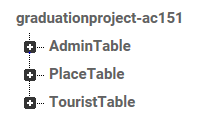 graduationproject-ac151
AdminTable
PlaceTable
TouristTable